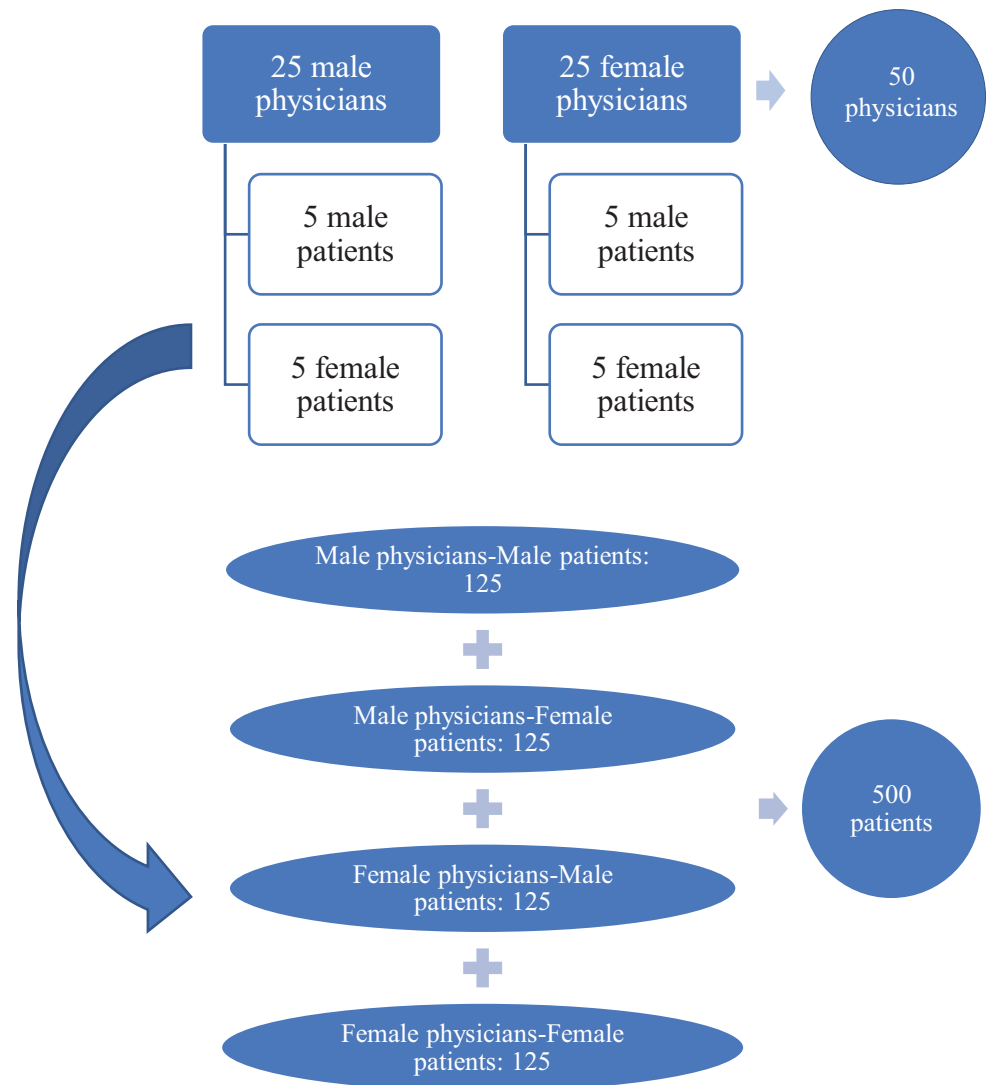 25 male
physicians
25 female
physicians
50
physicians
5 male
patients
5 male
patients
5 female
patients
5 female
patients
Male physicians-Male patients:
125
Male physicians-Female
patients: 125
500
patients
Female physicians-Male
patients: 125
Female physicians-Female
patients: 125